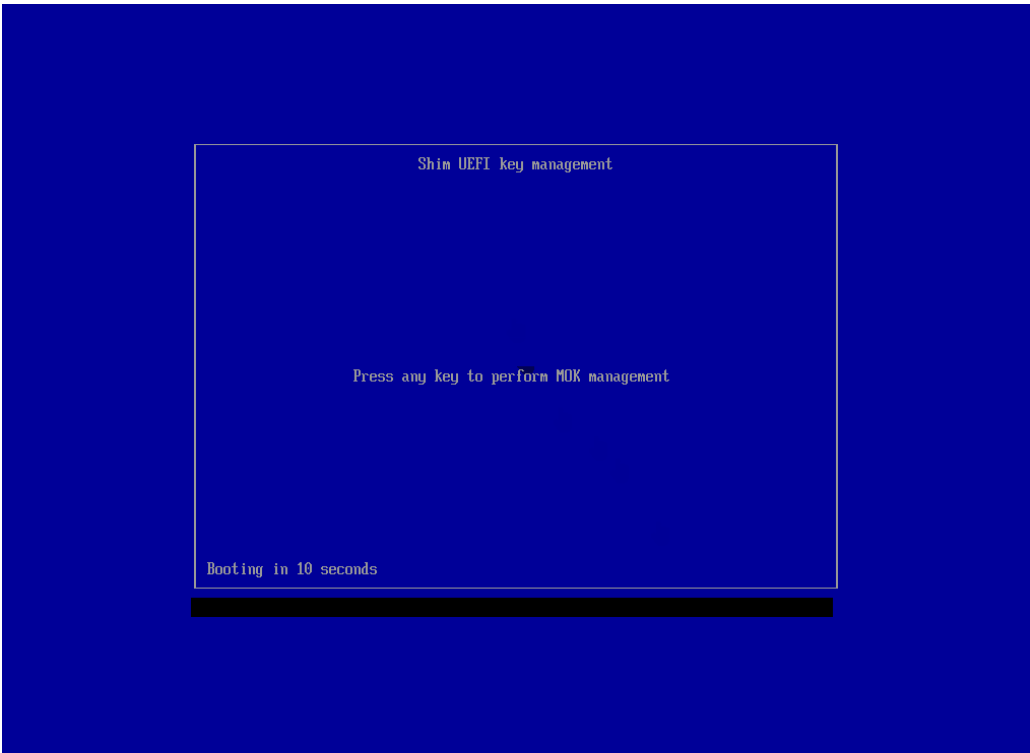 Shim UEFI key management
Press any key to perform MOK management
Booting in 10 seconds